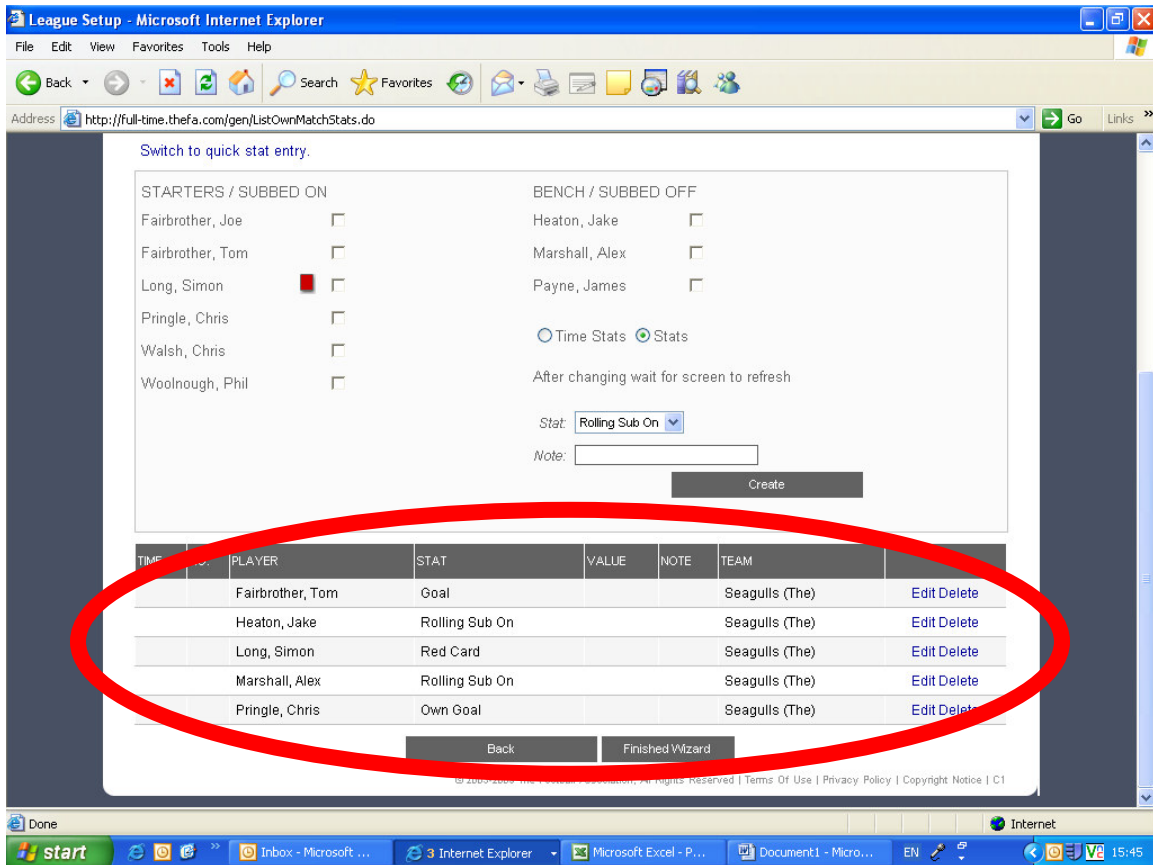 League Setup - Microsoft Internet Explorer
File Edit View Favorites Tools Help
Back Search Favorites
Address http://full-time.thefa.com/gen/ListOwnMatchStats.do Go Links »
Switch to quick stat entry.
STARTERS / SUBBED ON BENCH / SUBBED OFF
Fairbrother, Joe Heaton, Jake
Fairbrother, Tom Marshall, Alex
Long, Simon Payne, James
Pringle, Chris
Time Stats Stats
Walsh, Chris
Woolnough, Phil After changing wait for screen to refresh
Stat: Rolling Sub On
Note:
Create
PLAYER STAT VALUE NOTE TEAM
Fairbrother, Tom Goal Seagulls (The) Edit Delete
Heaton, Jake Rolling Sub On Seagulls (The) Edit Delete
Long, Simon Red Card Seagulls (The) Edit Delete
Marshall, Alex Rolling Sub On Seagulls (The) Edit Delete
Pringle, Chris Own Goal Seagulls (The) Edit Delete
Back Finished Wizard
Reserved | Terms Of Use | Privacy Policy | Copyright Notice | C1
Done Internet
start » Inbox - Microsoft ... 3 Internet Explorer Microsoft Excel - P... Document1 - Micro... EN 15:45